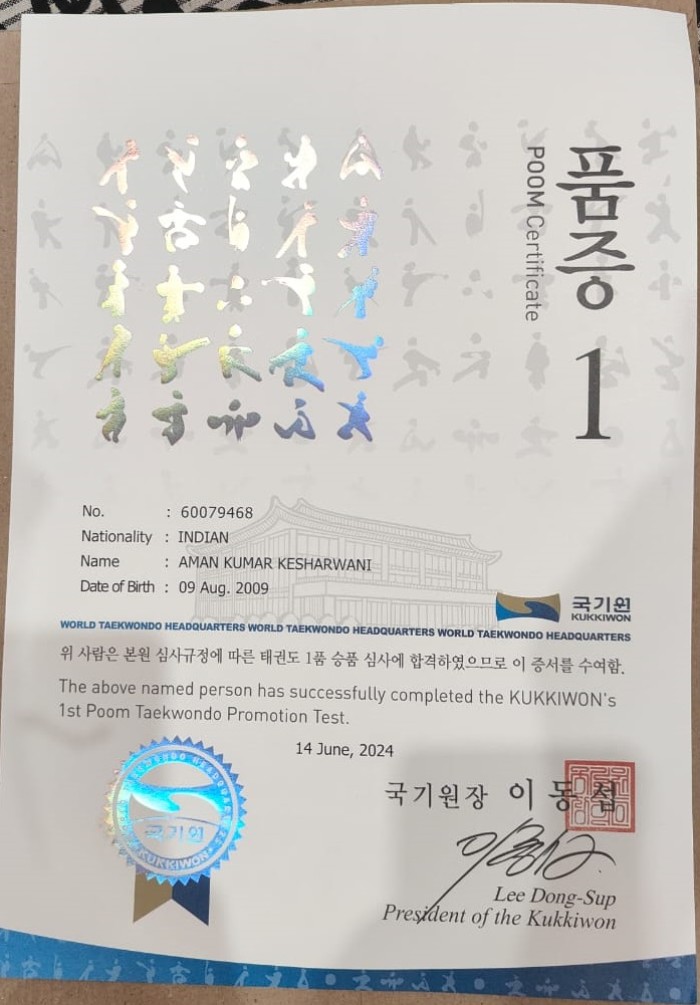 품증 1
POOM Certificate
No. : 60079468
Nationality : INDIAN
Name : AMAN KUMAR KESHARWANI
Date of Birth : 09 Aug. 2009
국기원
KUKKIWON
WORLD TAEKWONDO HEADQUARTERS WORLD TAEKWONDO HEADQUARTERS WORLD TAEKWONDO HEADQUARTERS
위 사람은 본원 심사규정에 따른 태권도 1품 승품 심사에 합격하였으므로 이 증서를 수여함.
The above named person has successfully completed the KUKKIWON's
1st Poom Taekwondo Promotion Test.
14 June, 2024
국기원
KUKKIWON
국기원장 이동섭
Lee Dong-Sup
President of the Kukkiwon